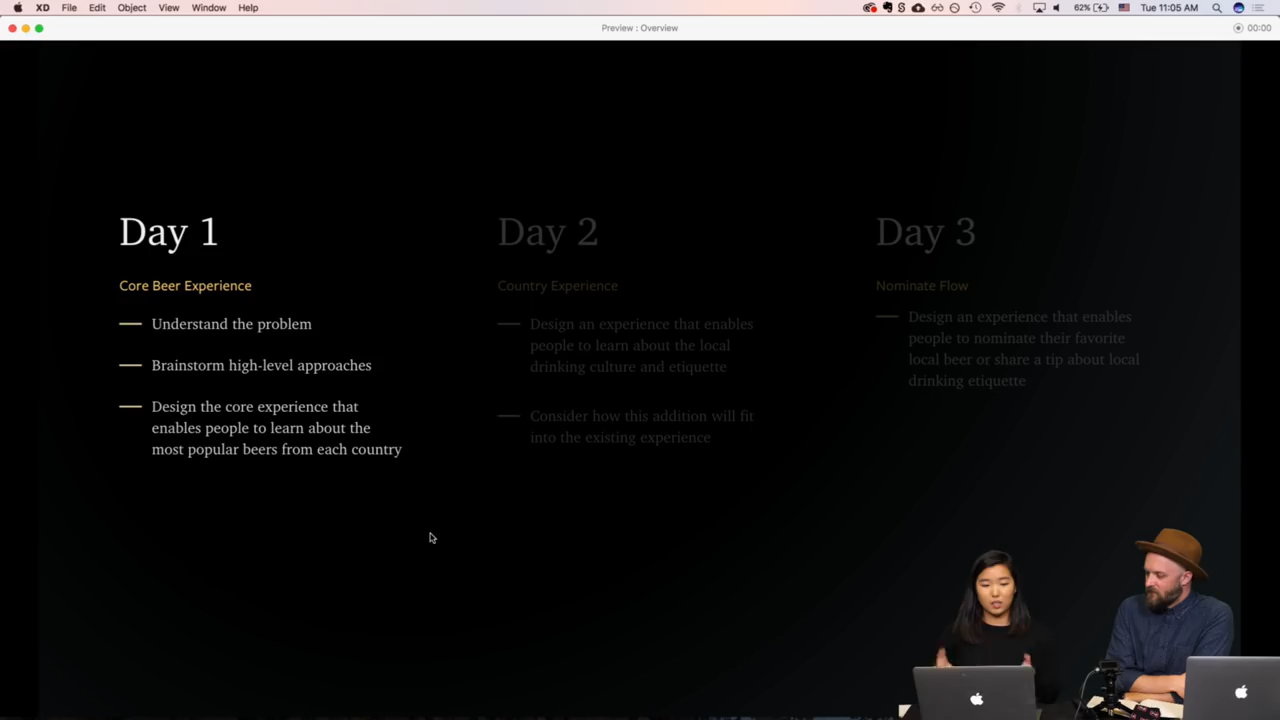 XD File Edit Object View Window Help
62% Tue 11:05 AM
Preview : Overview
00:00
Day 1
Core Beer Experience
Understand the problem
Brainstorm high-level approaches
Design the core experience that
enables people to learn about the
most popular beers from each country
Day 2
Country Experience
Design an experience that enables
people to learn about the local
drinking culture and etiquette
Consider how this addition will fit
into the existing experience
Day 3
Nominate Flow
Design an experience that enables
people to nominate their favorite
local beer or share a tip about local
drinking etiquette